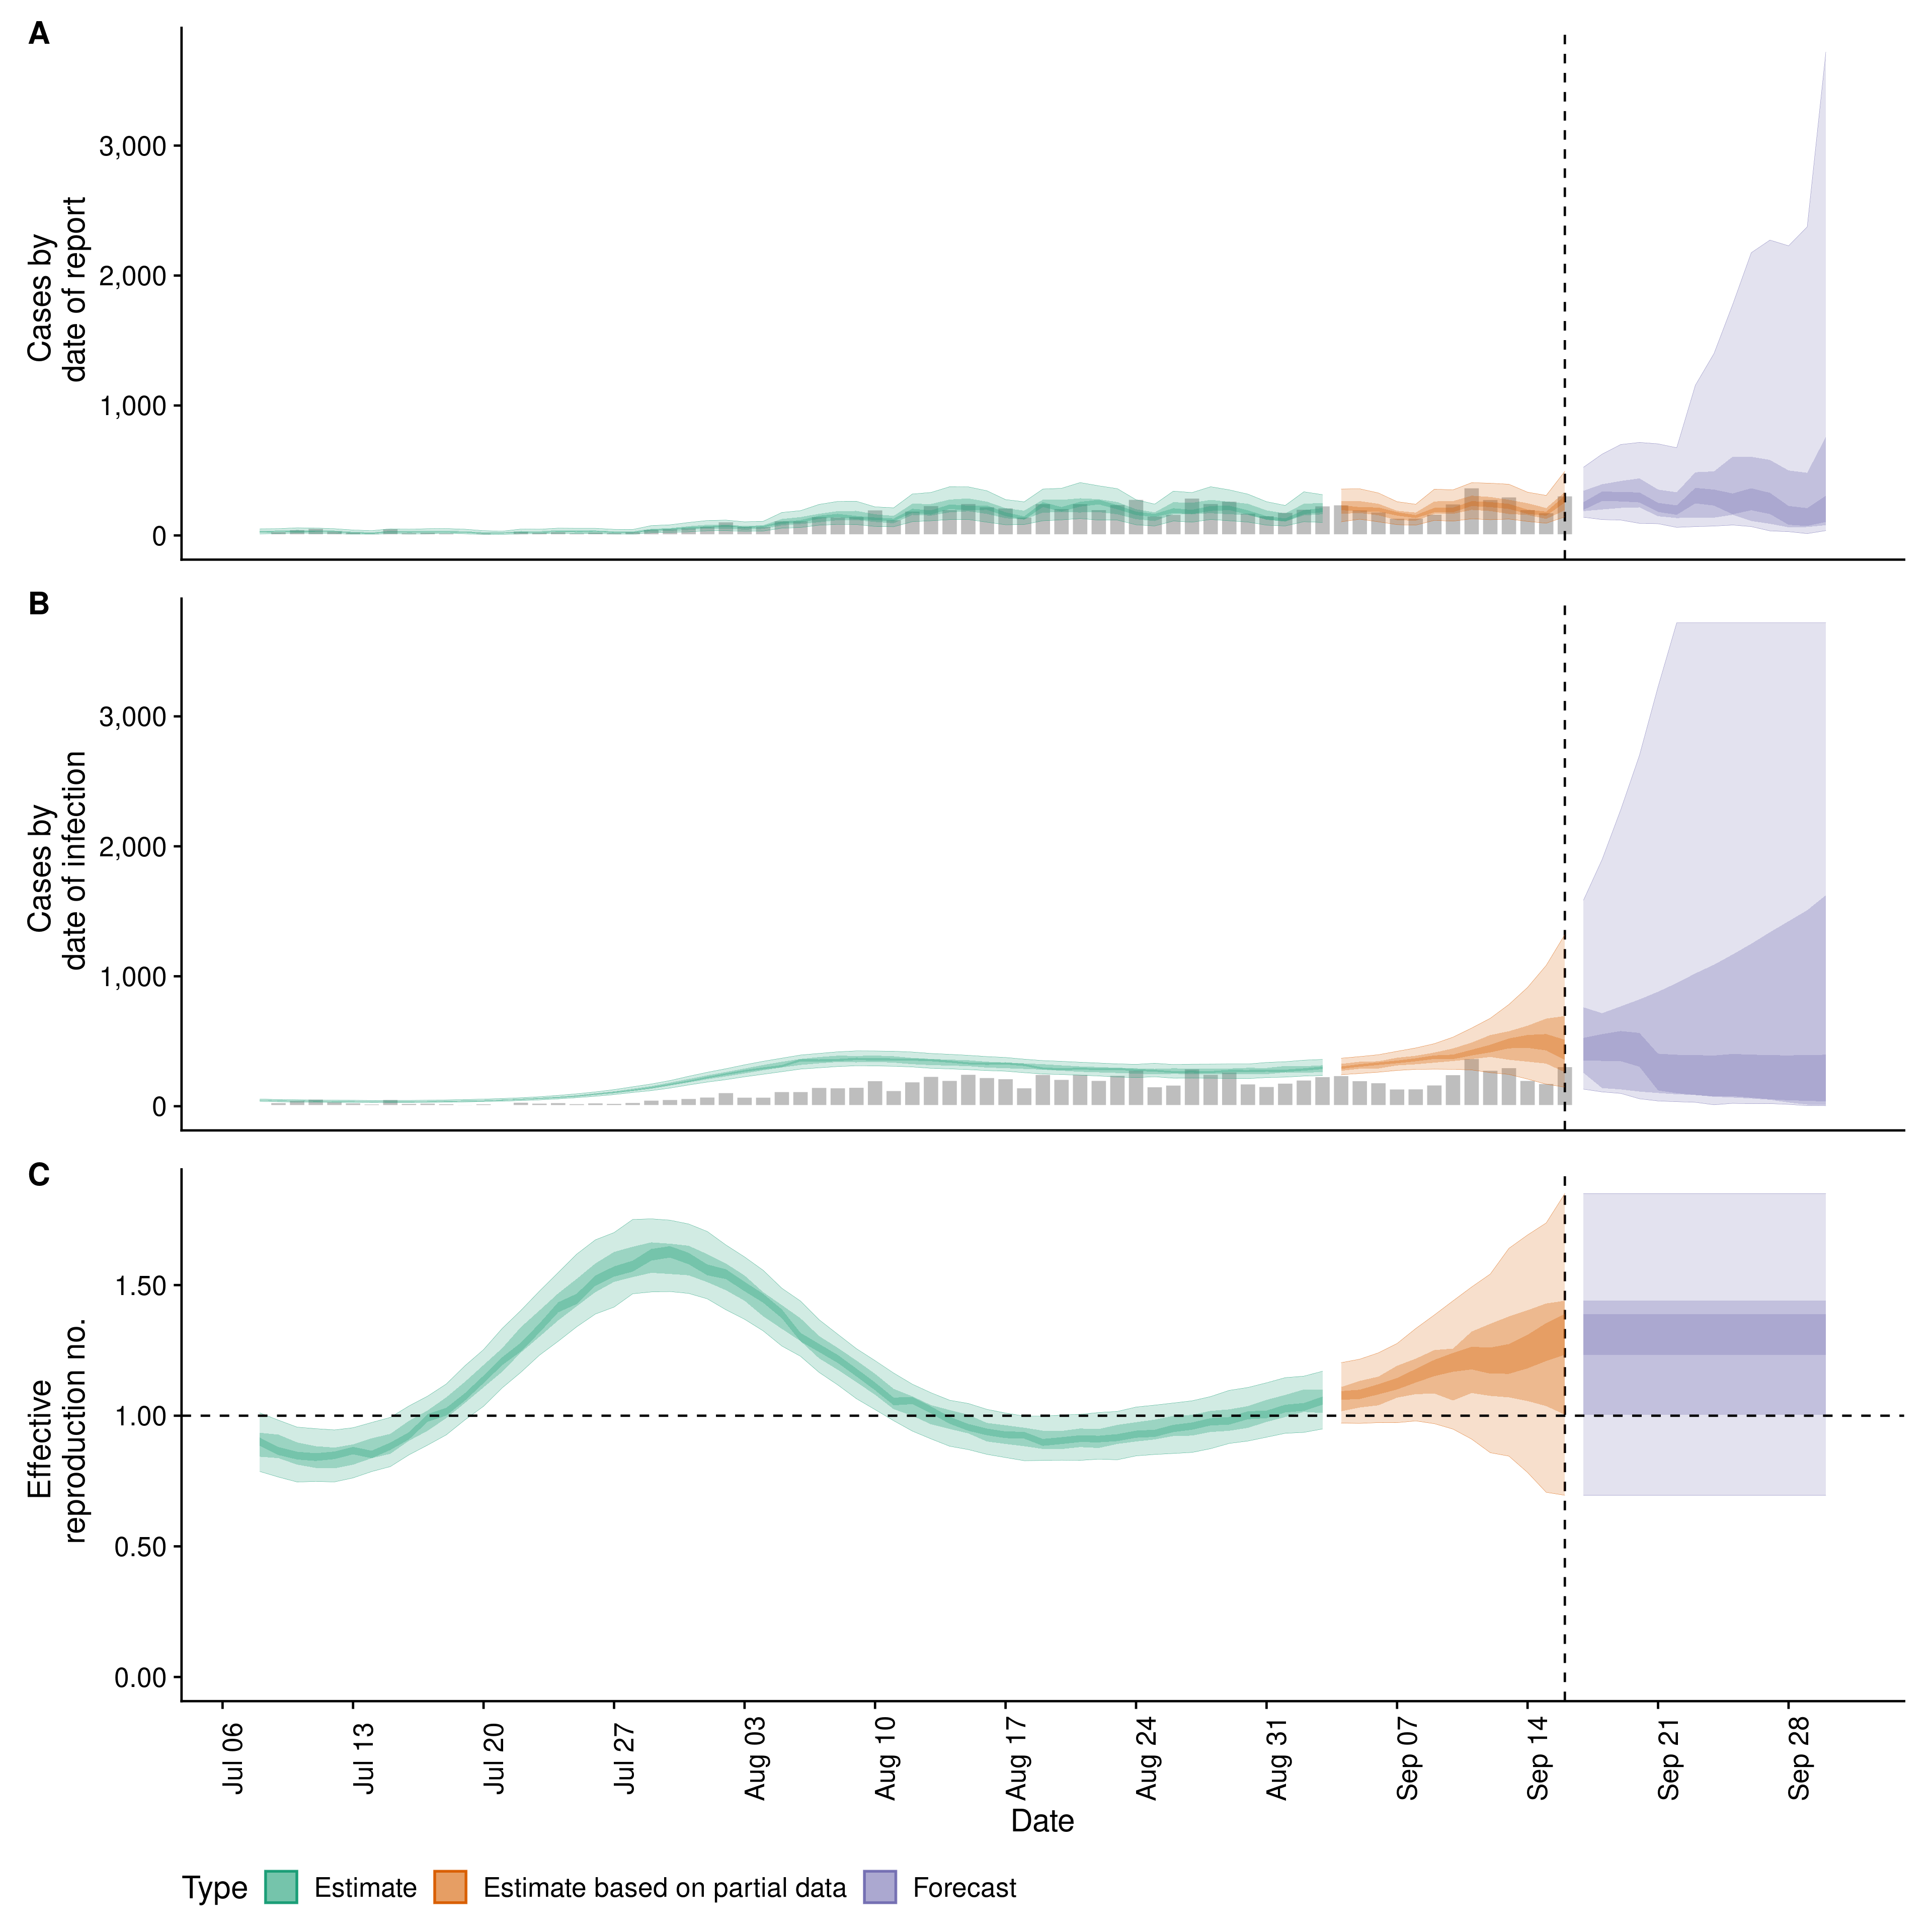 A
3,000
2,000
1,000
0
Cases by
date of report
B
3,000
2,000
1,000
0
Cases by
date of infection
C
1.50
1.00
0.50
0.00
Effective
reproduction no.
Jul 06
Jul 13
Jul 20
Jul 27
Aug 03
Aug 10
Aug 17
Aug 24
Aug 31
Sep 07
Sep 14
Sep 21
Sep 28
Date
Type Estimate Estimate based on partial data Forecast